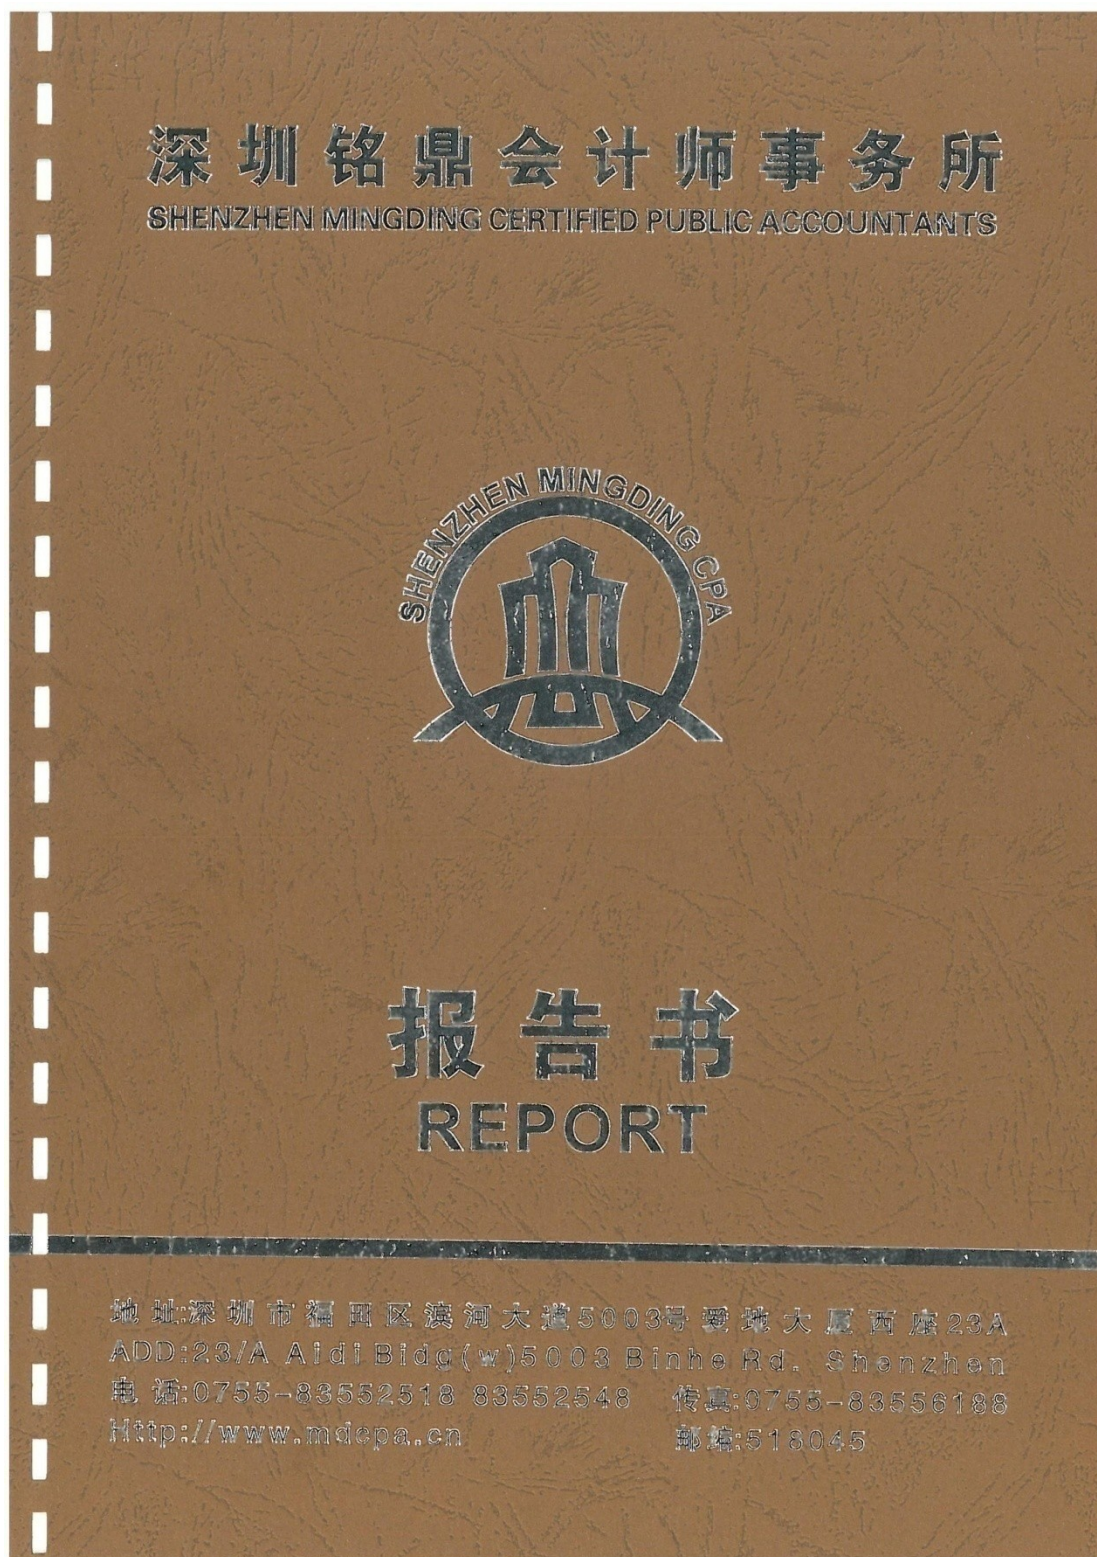 深圳铭鼎会计师事务所
SHENZHEN MINGDING CERTIFIED PUBLIC ACCOUNTANTS
SHENZHEN MINGDING CPA
报告书
REPORT
地 址:深圳市福田区滨河大道5003号爱地大厦西座23A
ADD:23/A Aidi Bldg(w)5003 Binhe Rd. Shenzhen
电 话:0755-83552518 83552548 传真:0755-83556188
Http://www.mdcpa.cn 邮编:518045